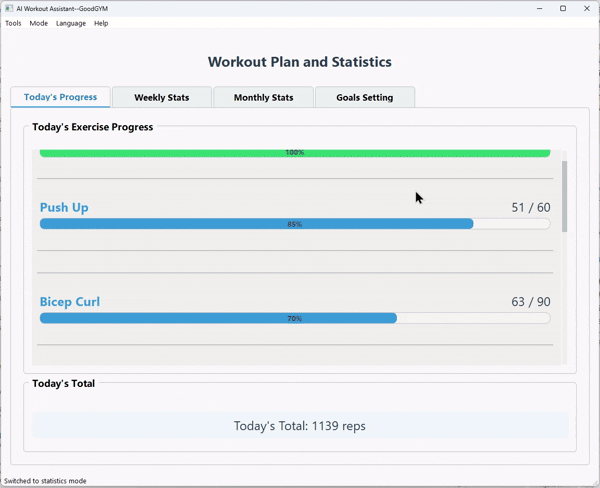 AI Workout Assistant--GoodGYM
Tools Mode Language Help
Workout Plan and Statistics
Today's Progress Weekly Stats Monthly Stats Goals Setting
Today's Exercise Progress
100%
Push Up 51 / 60
85%
Bicep Curl 63 / 90
70%
Today's Total
Today's Total: 1139 reps
Switched to statistics mode